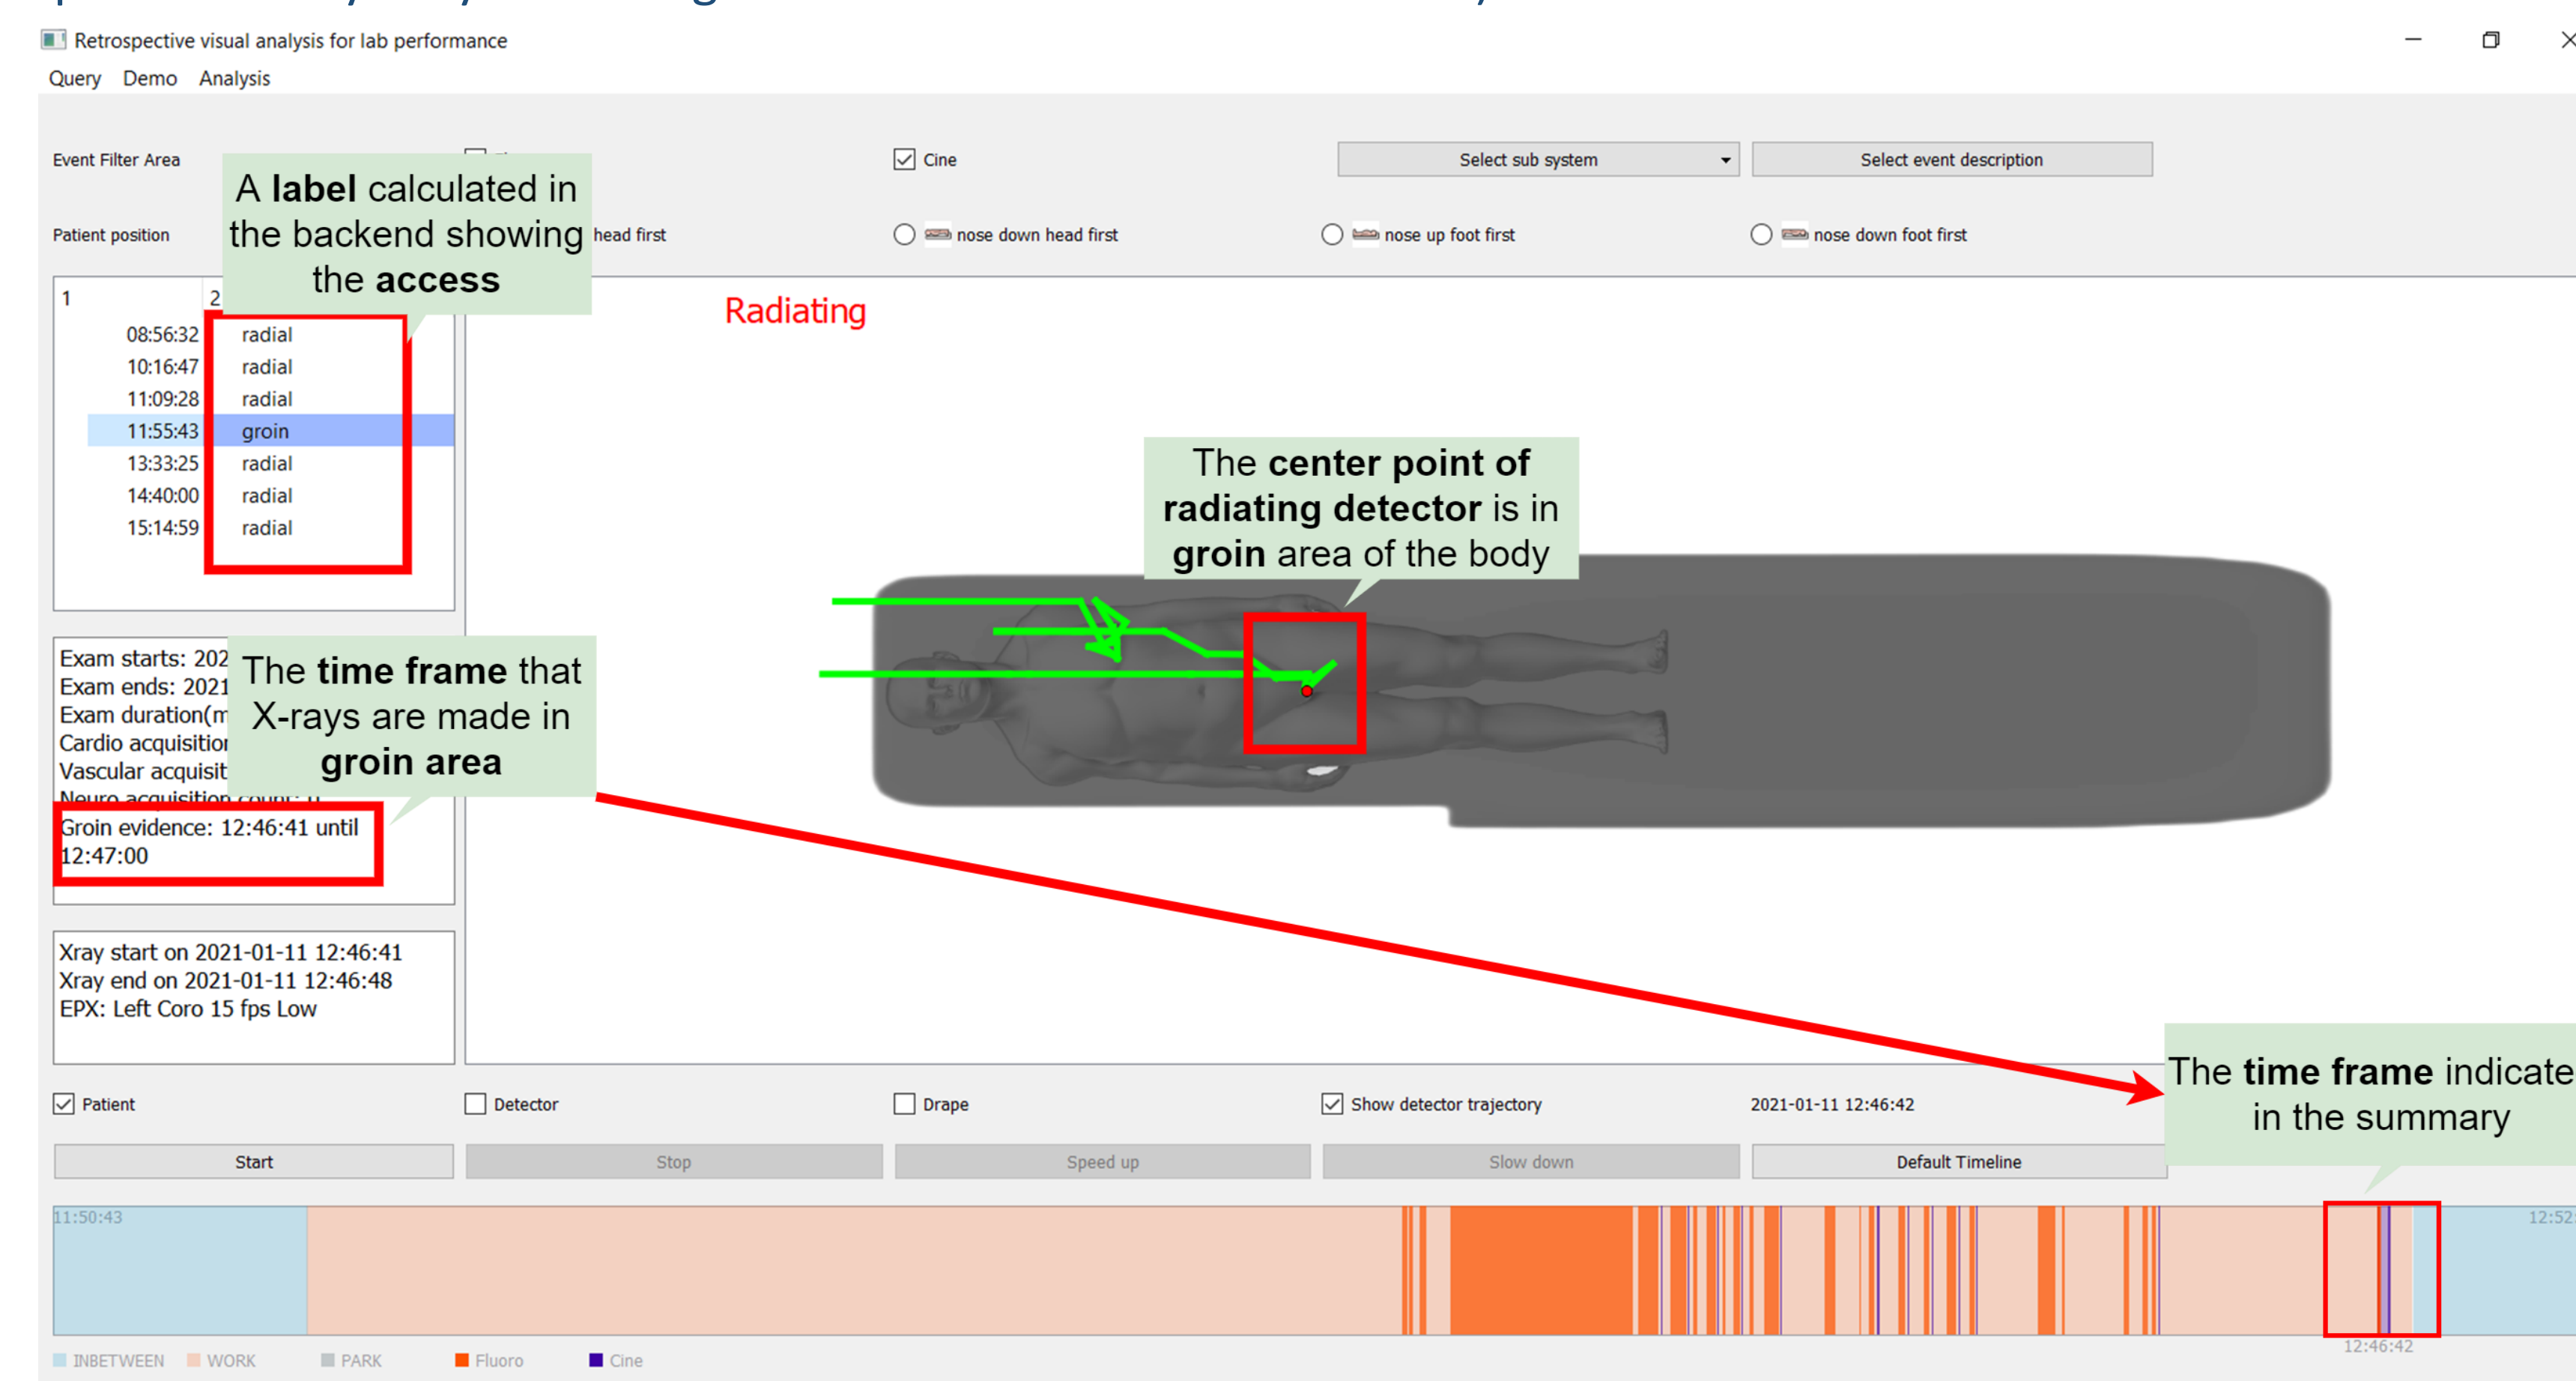 Retrospective visual analysis for lab performance
Query Demo Analysis
Event Filter Area
Cine
Select sub system
Select event description
A label calculated in
the backend showing
the access
Patient position
head first
nose down head first
nose up foot first
nose down foot first
1 2
08:56:32 radial
10:16:47 radial
11:09:28 radial
11:55:43 groin
13:33:25 radial
14:40:00 radial
15:14:59 radial
Radiating
The center point of
radiating detector is in
groin area of the body
Exam starts: 202
Exam ends: 2021
Exam duration(m
Cardio acquisition
Vascular acquisit
Neuro acquisition count: 0
Groin evidence: 12:46:41 until
12:47:00
The time frame that
X-rays are made in
groin area
Xray start on 2021-01-11 12:46:41
Xray end on 2021-01-11 12:46:48
EPX: Left Coro 15 fps Low
The time frame indicate
in the summary
Patient
Detector
Drape
Show detector trajectory
2021-01-11 12:46:42
Start
Stop
Speed up
Slow down
Default Timeline
11:50:43
12:52:
12:46:42
INBETWEEN WORK PARK Fluoro Cine